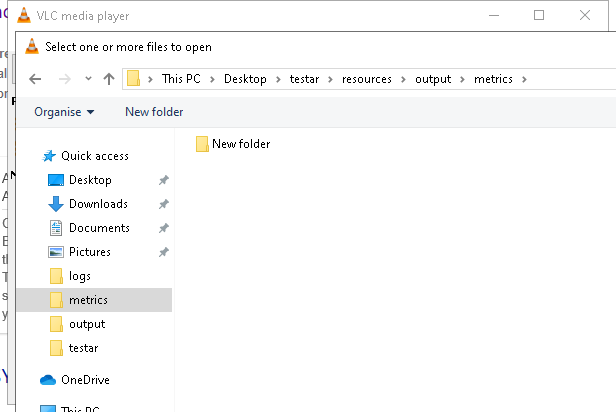 VLC media player
Select one or more files to open
This PC > Desktop > testar > resources > output > metrics >
Organise New folder
Quick access
New folder
Desktop
Downloads
Documents
Pictures
logs
metrics
output
testar
OneDrive
This PC